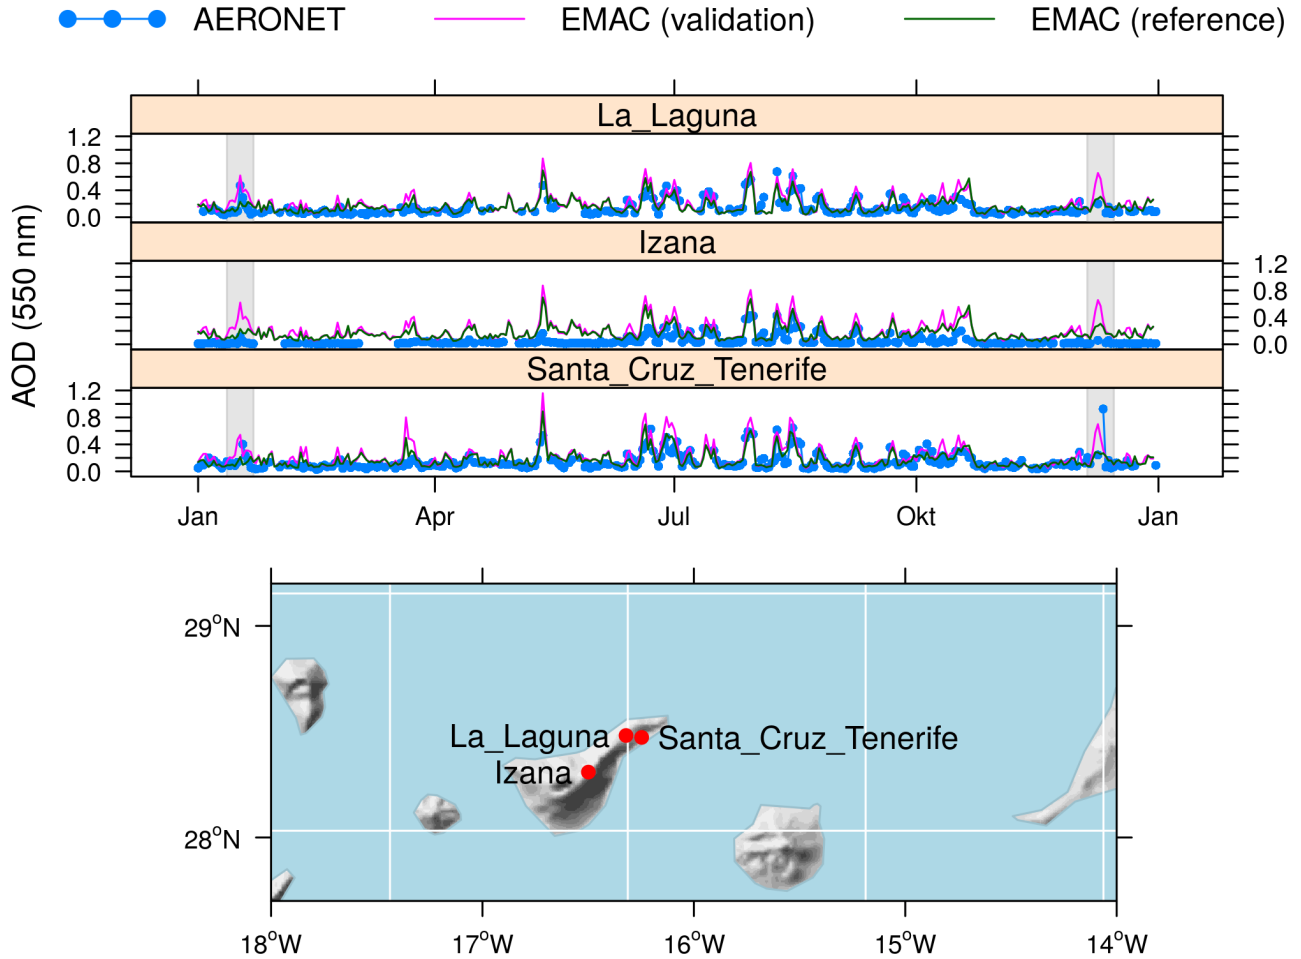 AERONET EMAC (validation) EMAC (reference)
La_Laguna
1.2
0.8
0.4
0.0
Izana
1.2
0.8
0.4
0.0
Santa_Cruz_Tenerife
1.2
0.8
0.4
0.0
AOD (550 nm)
Jan Apr Jul Okt Jan
29°N
28°N
La_Laguna Santa_Cruz_Tenerife
Izana
18°W 17°W 16°W 15°W 14°W